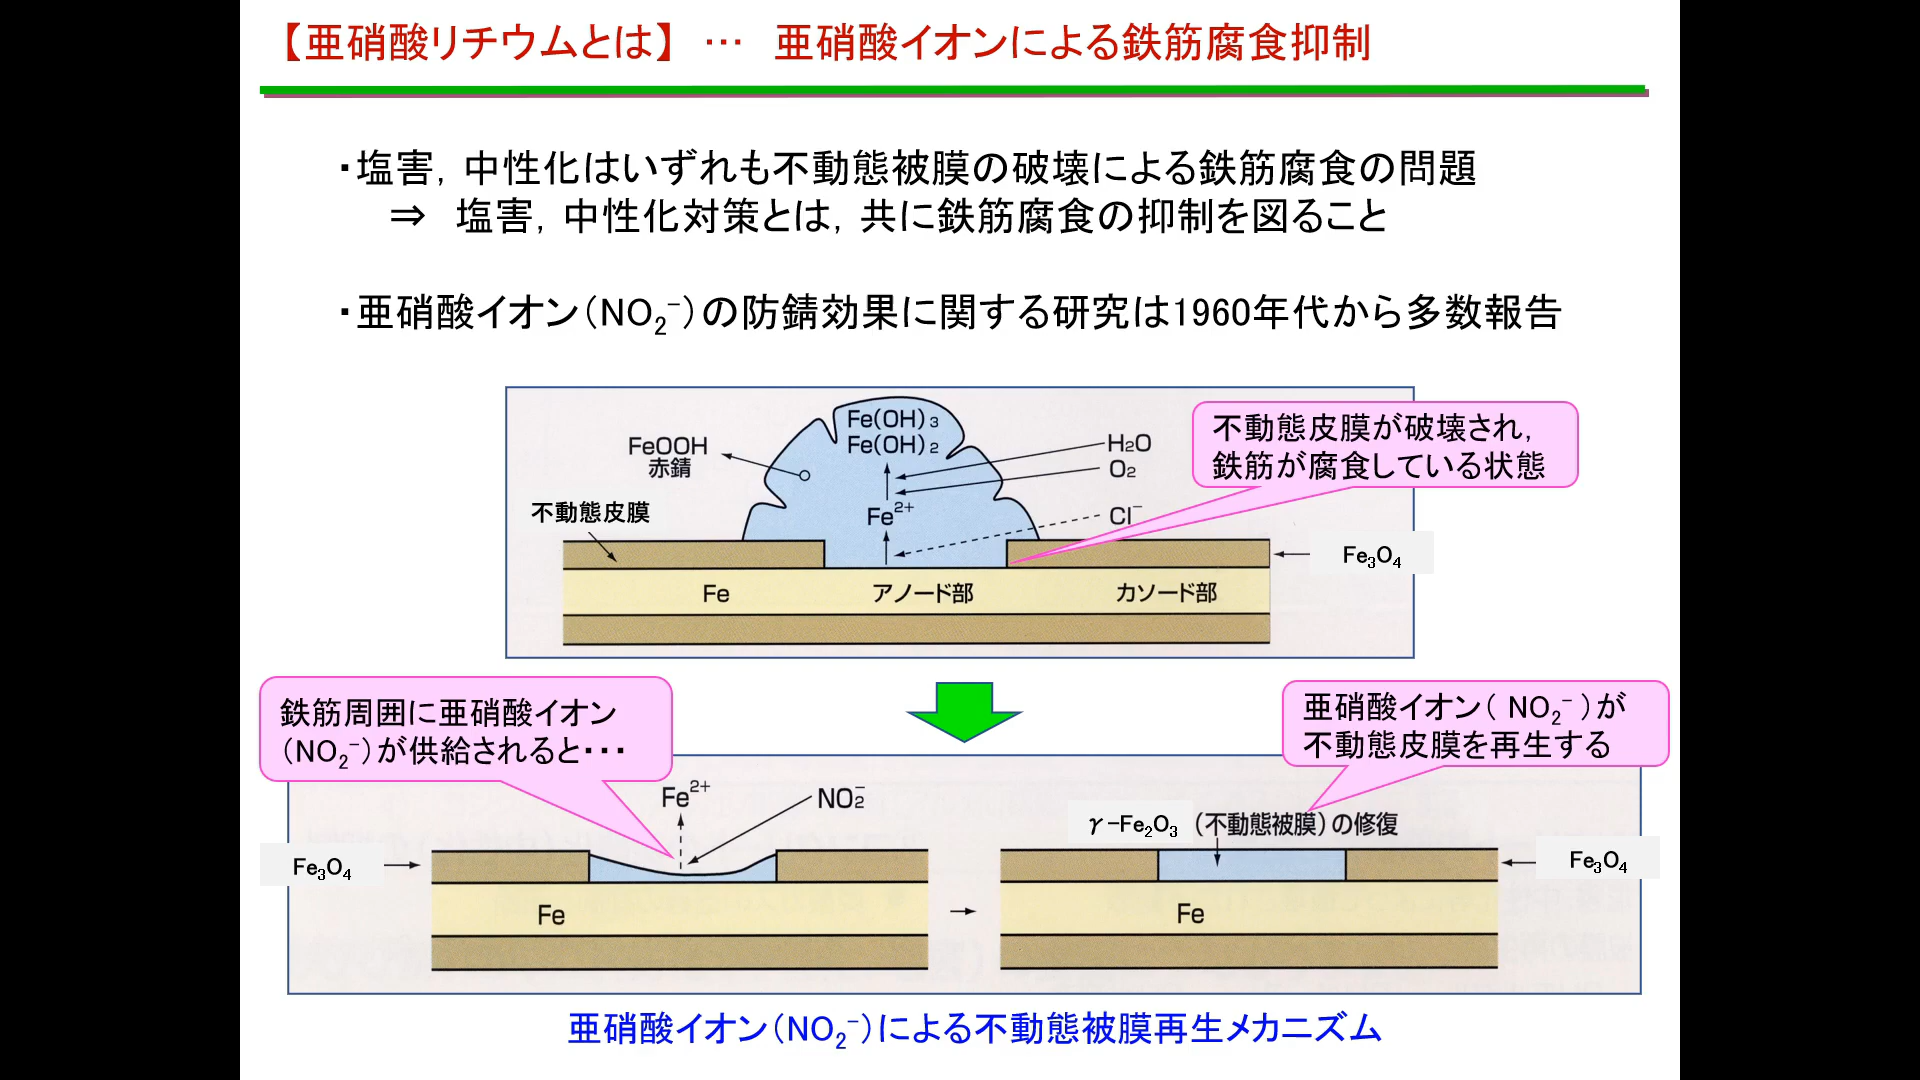 【亜硝酸リチウムとは】 … 亜硝酸イオンによる鉄筋腐食抑制
・塩害，中性化はいずれも不動態被膜の破壊による鉄筋腐食の問題
⇒ 塩害，中性化対策とは，共に鉄筋腐食の抑制を図ること
・亜硝酸イオン（NO₂⁻）の防錆効果に関する研究は1960年代から多数報告
Fe(OH)₃
Fe(OH)₂
FeOOH
赤錆
H₂O
O₂
不動態皮膜が破壊され，
鉄筋が腐食している状態
不動態皮膜
Fe²⁺
Cl⁻
Fe₃O₄
Fe
アノード部
カソード部
鉄筋周囲に亜硝酸イオン
（NO₂⁻）が供給されると・・・
亜硝酸イオン（ NO₂⁻ ）が
不動態皮膜を再生する
Fe²⁺
NO₂⁻
γ−Fe₂O₃（不動態被膜）の修復
Fe₃O₄
Fe₃O₄
Fe
Fe
亜硝酸イオン（NO₂⁻）による不動態被膜再生メカニズム